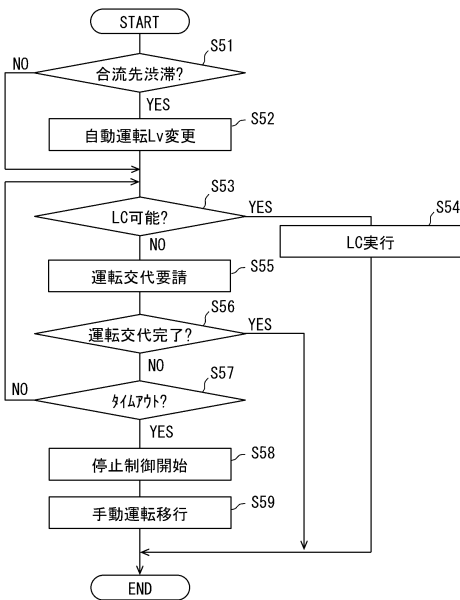 START
S51
合流先渋滞?
NO
YES
S52
自動運転Lv変更
S53
LC可能?
YES
S54
LC実行
NO
S55
運転交代要請
S56
運転交代完了?
YES
NO
S57
ﾀｲﾑｱｳﾄ?
NO
YES
S58
停止制御開始
S59
手動運転移行
END